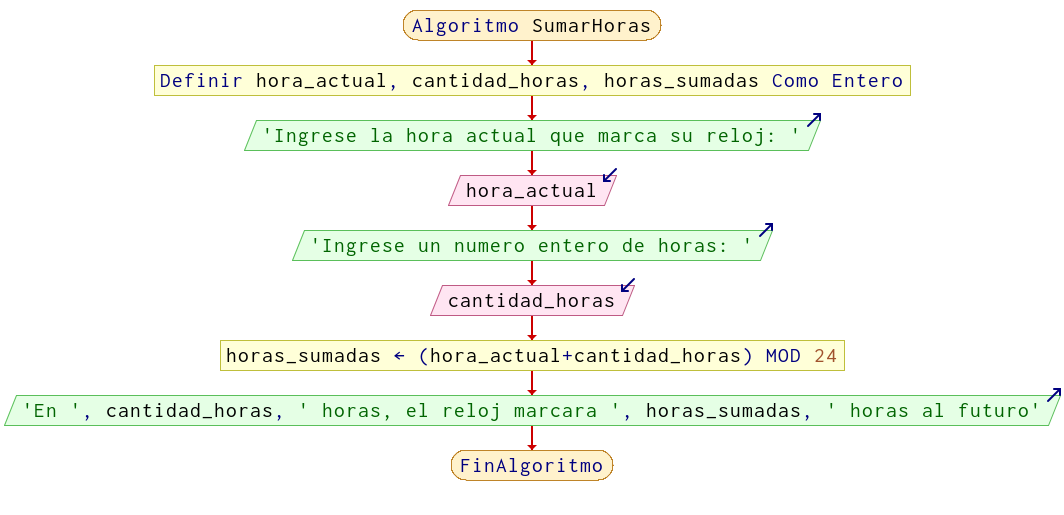 Algoritmo SumarHoras
Definir hora_actual, cantidad_horas, horas_sumadas Como Entero
'Ingrese la hora actual que marca su reloj: '
hora_actual
'Ingrese un numero entero de horas: '
cantidad_horas
horas_sumadas ← (hora_actual+cantidad_horas) MOD 24
'En ', cantidad_horas, ' horas, el reloj marcara ', horas_sumadas, ' horas al futuro'
FinAlgoritmo